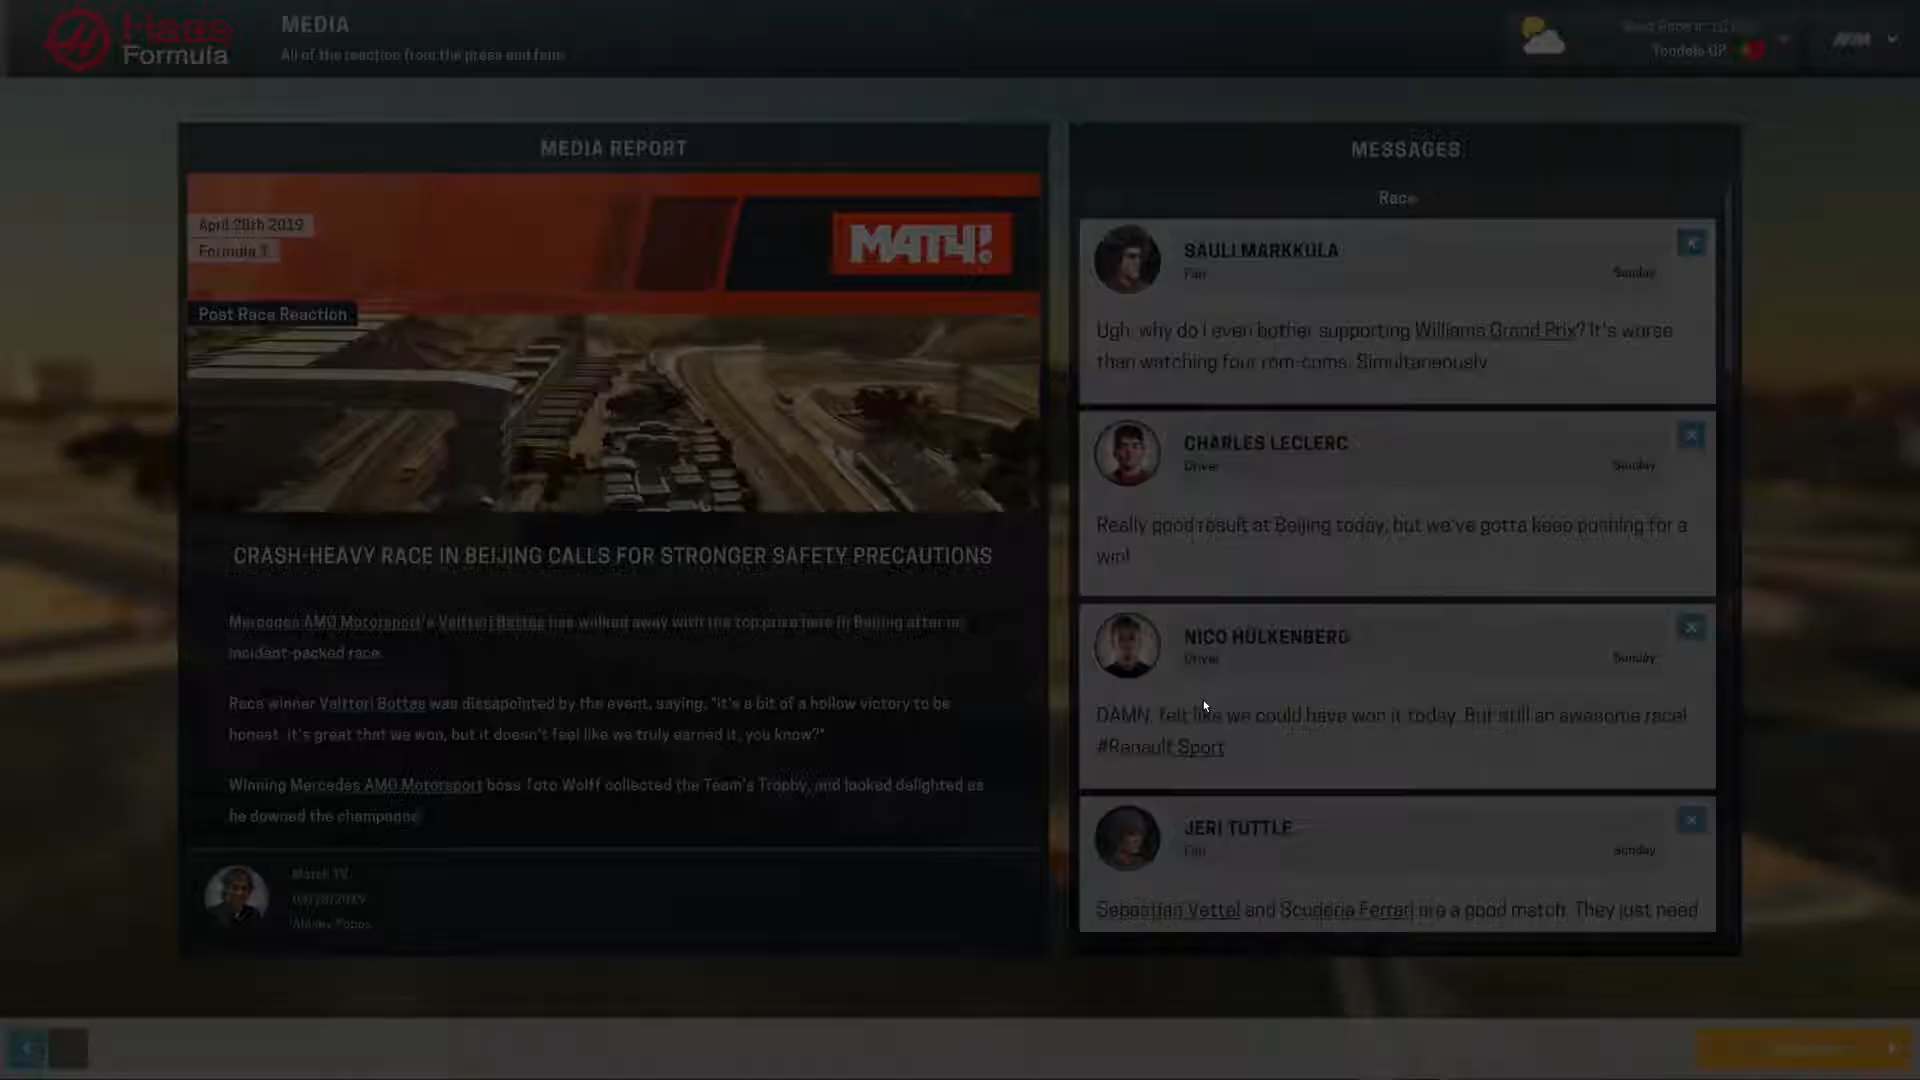 Haas
Formula
MEDIA
All of the reaction from the press and fans
Tondela GP
MEDIA REPORT
April 28th 2019
Formula 1
MAT4!
Post Race Reaction
CRASH-HEAVY RACE IN BEIJING CALLS FOR STRONGER SAFETY PRECAUTIONS
Mercedes AMG Motorsport's Valtteri Bottas has walked away with the top prize here in Beijing after an
incident-packed race.
Race winner Valtteri Bottas was dissapointed by the event, saying, "it's a bit of a hollow victory to be
honest. it's great that we won, but it doesn't feel like we truly earned it, you know?"
Winning Mercedes AMG Motorsport boss Toto Wolff collected the Team's Trophy, and looked delighted as
he downed the champagne.
MESSAGES
Race
SAULI MARKKULA
Fan
Sunday
Ugh, why do I even bother supporting Williams Grand Prix? It's worse
than watching four rom-coms. Simultaneously
CHARLES LECLERC
Driver
Sunday
Really good result at Beijing today, but we've gotta keep pushing for a
win!
NICO HULKENBERG
Driver
Sunday
DAMN, felt like we could have won it today. But still an awesome race!
#Renault Sport
JERI TUTTLE
Fan
Sunday
Sebastian Vettel and Scuderia Ferrari are a good match. They just need